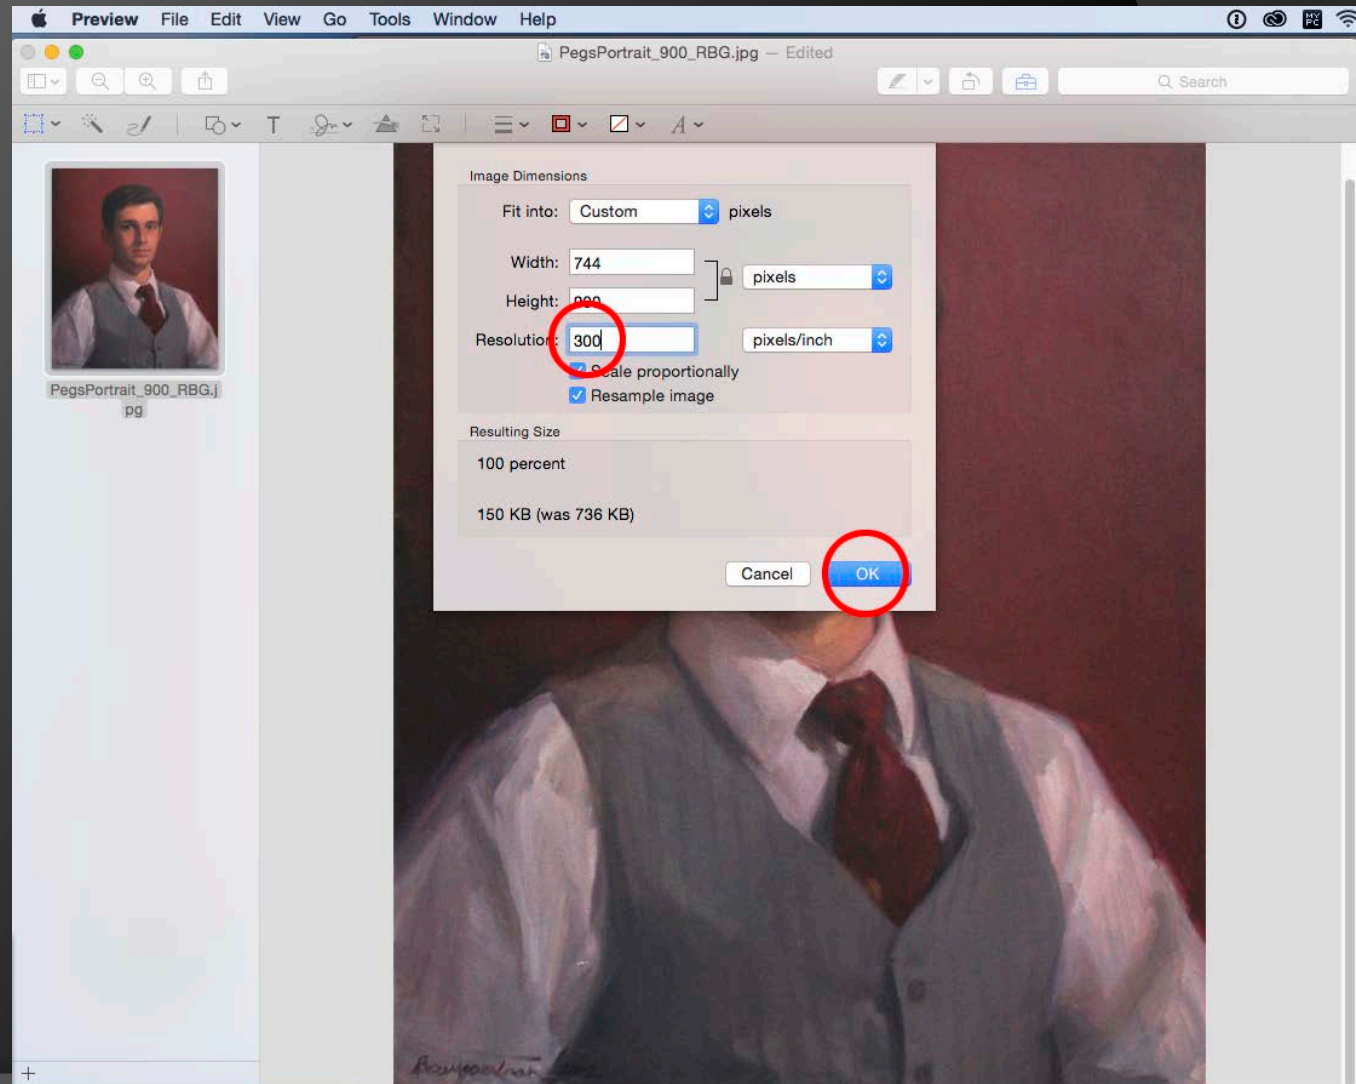 Preview File Edit View Go Tools Window Help
PegsPortrait_900_RBG.jpg — Edited
Search
T A
PegsPortrait_900_RBG.j
pg
Image Dimensions
Fit into: Custom pixels
Width: 744
pixels
Height:
Resolution: 300 pixels/inch
Scale proportionally
Resample image
Resulting Size
100 percent
150 KB (was 736 KB)
Cancel OK